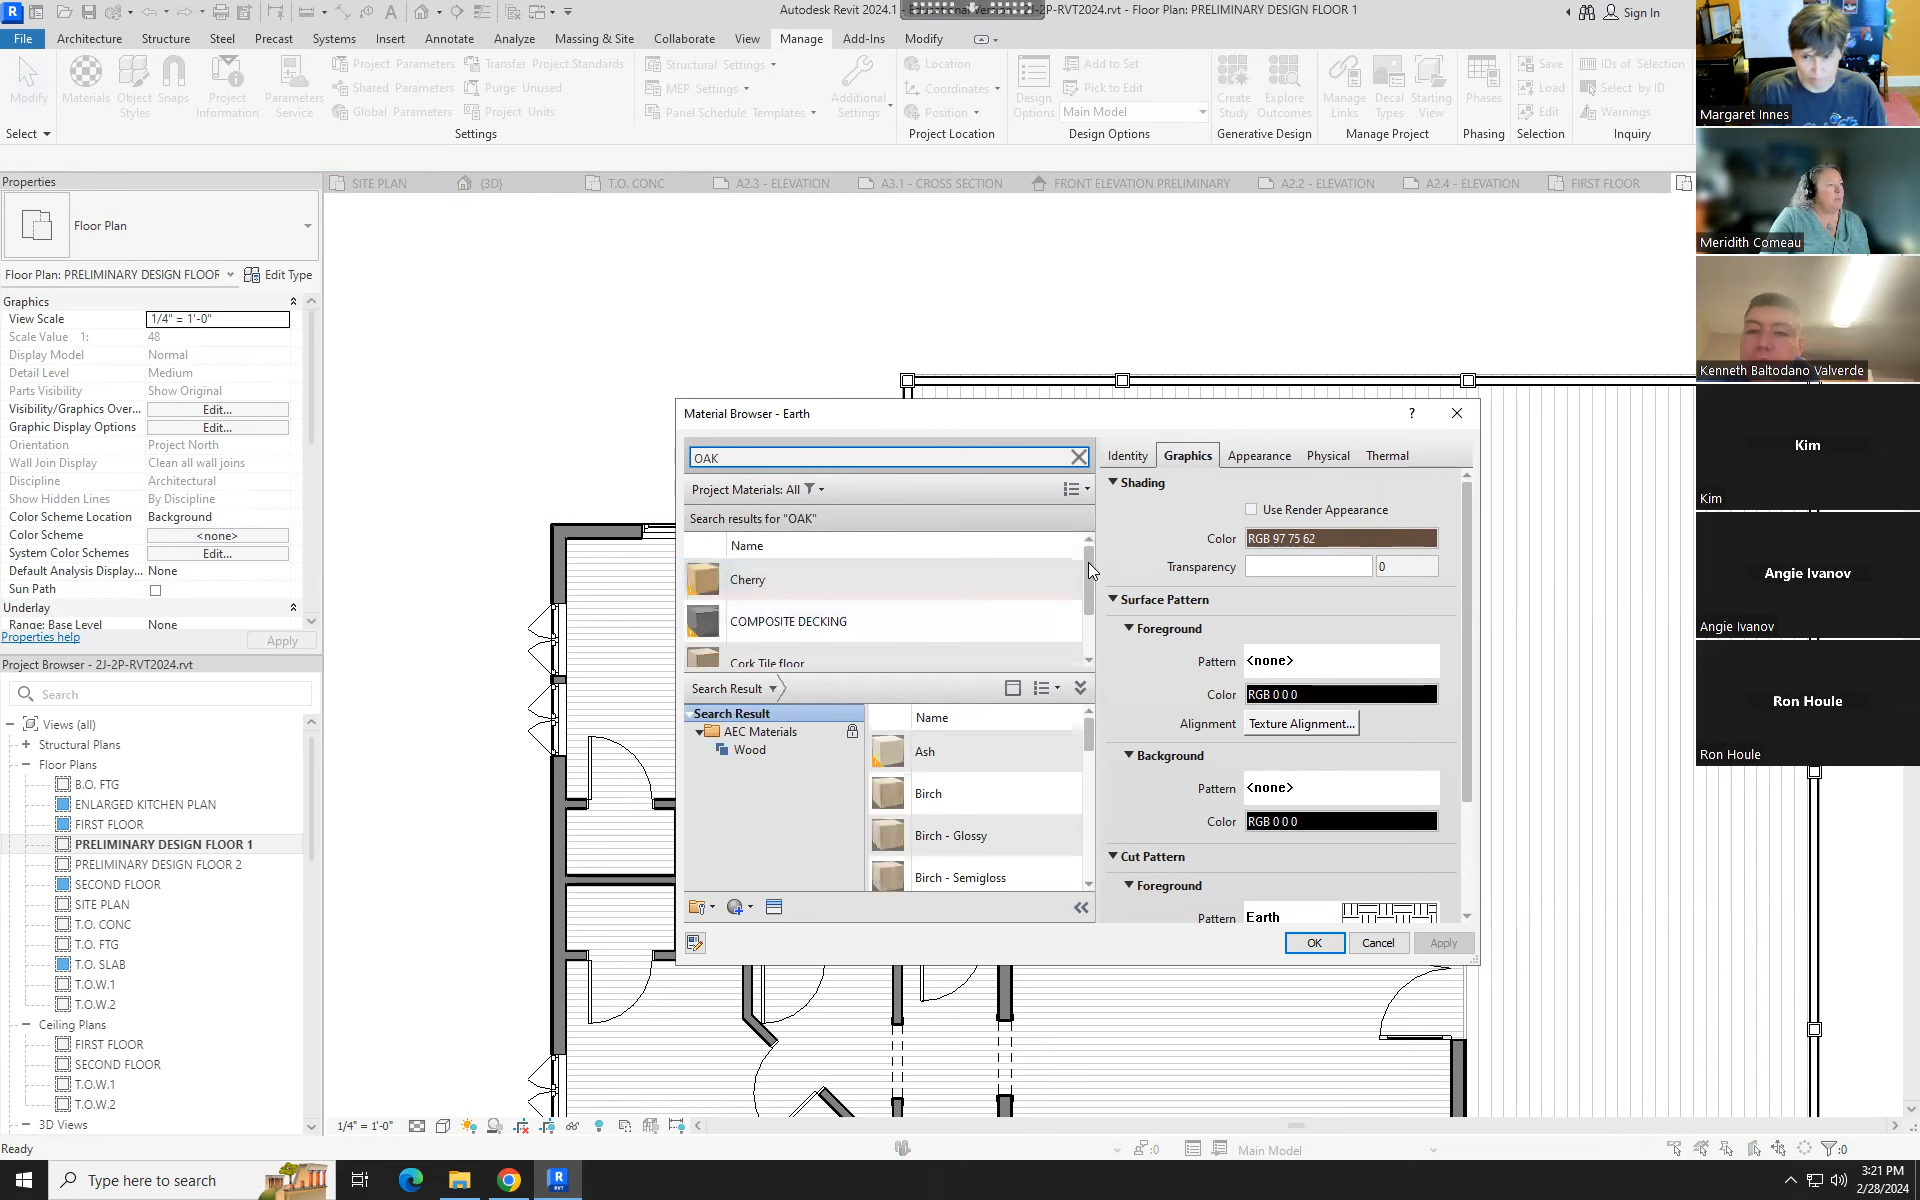 Autodesk Revit 2024.1 - 2J-2P-RVT2024.rvt - Floor Plan: PRELIMINARY DESIGN FLOOR 1
Sign In
File Architecture Structure Steel Precast Systems Insert Annotate Analyze Massing & Site Collaborate View Manage Add-Ins Modify
Modify
Materials
Object Styles
Snaps
Project Information
Parameters Service
Project Parameters
Shared Parameters
Global Parameters
Transfer Project Standards
Purge Unused
Project Units
Structural Settings
MEP Settings
Panel Schedule Templates
Additional Settings
Location
Coordinates
Position
Design Options
Add to Set
Pick to Edit
Main Model
Create Study
Explore Outcomes
Manage Links
Decal Types
Starting View
Phases
Save
Load
Edit
IDs of Selection
Select by ID
Warnings
Select Settings Project Location Design Options Generative Design Manage Project Phasing Selection Inquiry
Properties
SITE PLAN {3D} T.O. CONC A2.3 - ELEVATION A3.1 - CROSS SECTION FRONT ELEVATION PRELIMINARY A2.2 - ELEVATION A2.4 - ELEVATION FIRST FLOOR
Floor Plan
Floor Plan: PRELIMINARY DESIGN FLOOR Edit Type
Graphics
View Scale 1/4" = 1'-0"
Scale Value 1: 48
Display Model Normal
Detail Level Medium
Parts Visibility Show Original
Visibility/Graphics Over... Edit...
Graphic Display Options Edit...
Orientation Project North
Wall Join Display Clean all wall joins
Discipline Architectural
Show Hidden Lines By Discipline
Color Scheme Location Background
Color Scheme <none>
System Color Schemes Edit...
Default Analysis Display... None
Sun Path
Underlay
Range: Base Level None
Properties help Apply
Project Browser - 2J-2P-RVT2024.rvt
Search
Views (all)
Structural Plans
Floor Plans
B.O. FTG
ENLARGED KITCHEN PLAN
FIRST FLOOR
PRELIMINARY DESIGN FLOOR 1
PRELIMINARY DESIGN FLOOR 2
SECOND FLOOR
SITE PLAN
T.O. CONC
T.O. FTG
T.O. SLAB
T.O.W.1
T.O.W.2
Ceiling Plans
FIRST FLOOR
SECOND FLOOR
T.O.W.1
T.O.W.2
3D Views
Material Browser - Earth
?
OAK
Project Materials: All
Search results for "OAK"
Name
Cherry
COMPOSITE DECKING
Cork Tile floor
Search Result
Search Result
AEC Materials
Wood
Name
Ash
Birch
Birch - Glossy
Birch - Semigloss
Identity Graphics Appearance Physical Thermal
Shading
Use Render Appearance
Color RGB 97 75 62
Transparency 0
Surface Pattern
Foreground
Pattern <none>
Color RGB 0 0 0
Alignment Texture Alignment...
Background
Pattern <none>
Color RGB 0 0 0
Cut Pattern
Foreground
Pattern Earth
OK Cancel Apply
Margaret Innes
Meridith Comeau
Kenneth Baltodano Valverde
Kim
Kim
Angie Ivanov
Angie Ivanov
Ron Houle
Ron Houle
1/4" = 1'-0"
Ready
:0
Main Model
:0
Type here to search
3:21 PM
2/28/2024